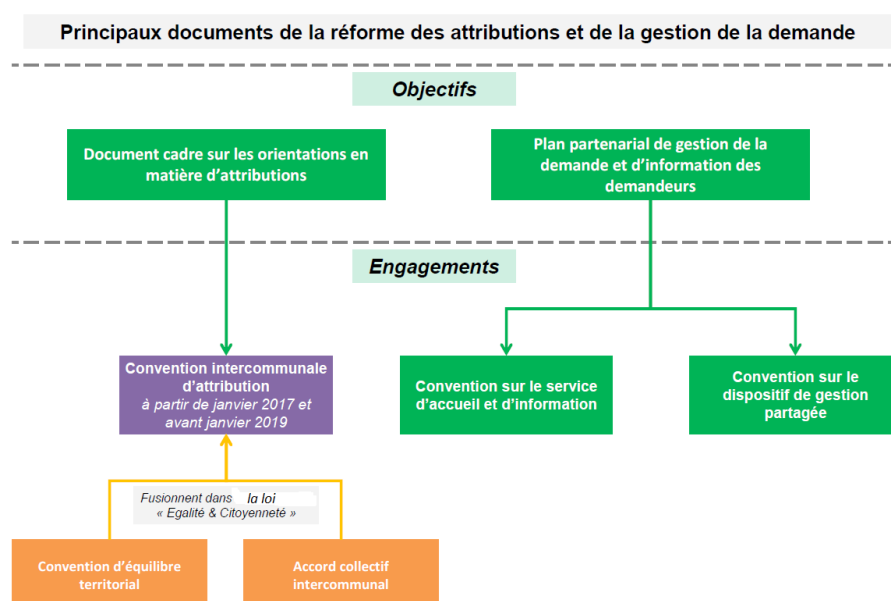 Principaux documents de la réforme des attributions et de la gestion de la demande
Objectifs
Document cadre sur les orientations en
matière d’attributions
Plan partenarial de gestion de la
demande et d’information des
demandeurs
Engagements
Convention intercommunale
d’attribution
à partir de janvier 2017 et
avant janvier 2019
Convention sur le service
d’accueil et d’information
Convention sur le
dispositif de gestion
partagée
Fusionnent dans la loi
« Egalité & Citoyenneté »
Convention d’équilibre
territorial
Accord collectif
intercommunal